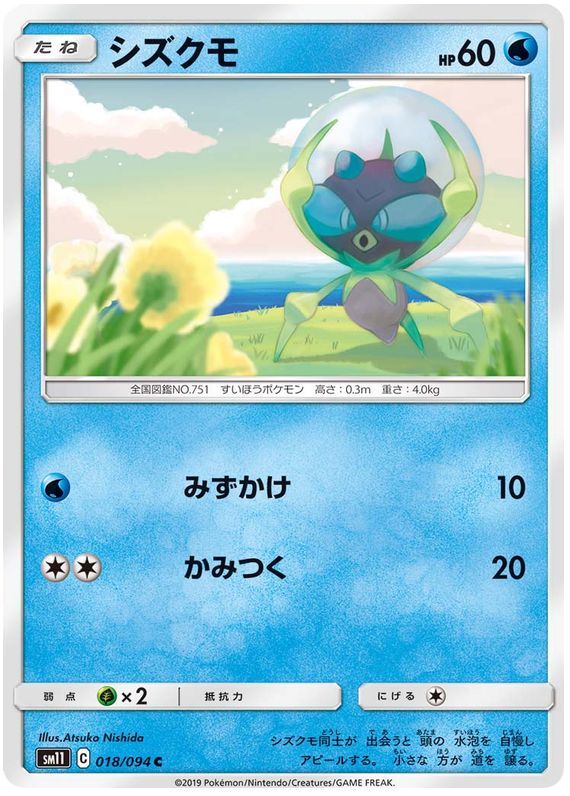 たね シズクモ HP60
全国図鑑NO.751 すいほうポケモン 高さ:0.3m 重さ:4.0kg
みずかけ 10
かみつく 20
弱点 ×2 抵抗力 にげる
Illus.Atsuko Nishida
シズクモ同士が 出会うと 頭の 水泡を 自慢し
アピールする。 小さな 方が 道を 譲る。
SM11 C 018/094 C
©2019 Pokémon/Nintendo/Creatures/GAME FREAK.